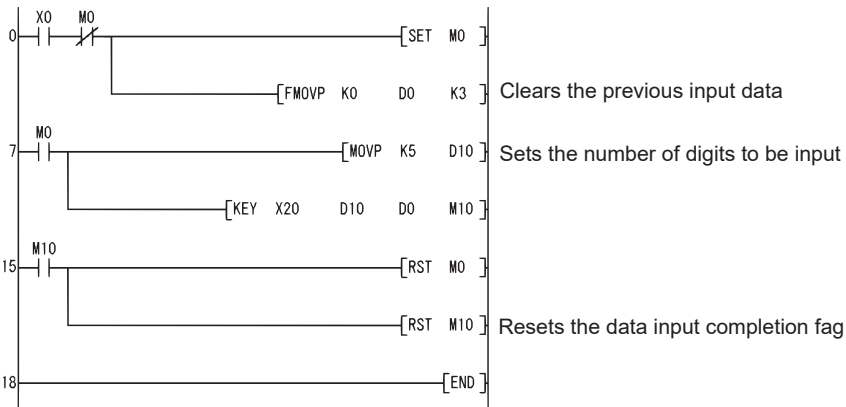 X0 M0
0 SET M0
FMOVP K0 D0 K3 Clears the previous input data
M0
7 MOVP K5 D10 Sets the number of digits to be input
KEY X20 D10 D0 M10
M10
15 RST M0
RST M10 Resets the data input completion fag
18 END